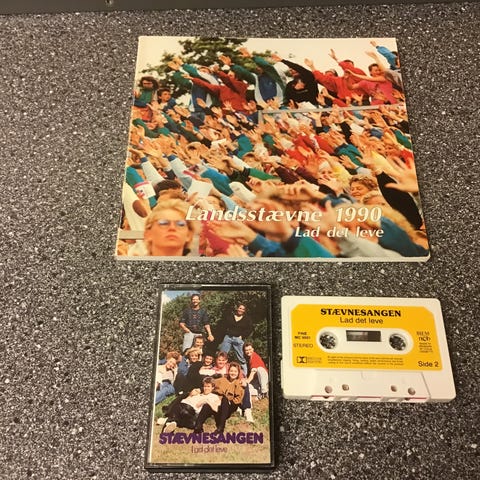 Landsstævne 1990
Lad det leve
STÆVNESANGEN
Lad det leve
STÆVNESANGEN
Lad det leve
STEREO
Side 2